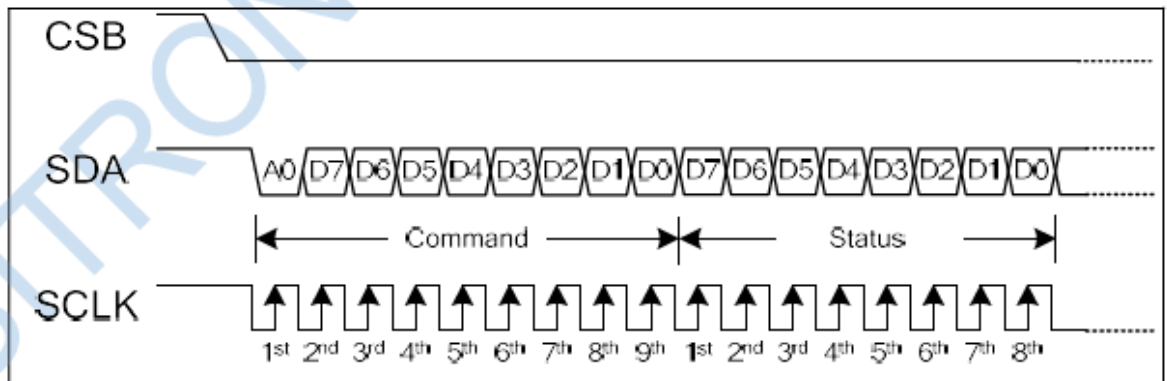 CSB
SDA A0 D7 D6 D5 D4 D3 D2 D1 D0 D7 D6 D5 D4 D3 D2 D1 D0
Command Status
SCLK
1st 2nd 3rd 4th 5th 6th 7th 8th 9th 1st 2nd 3rd 4th 5th 6th 7th 8th